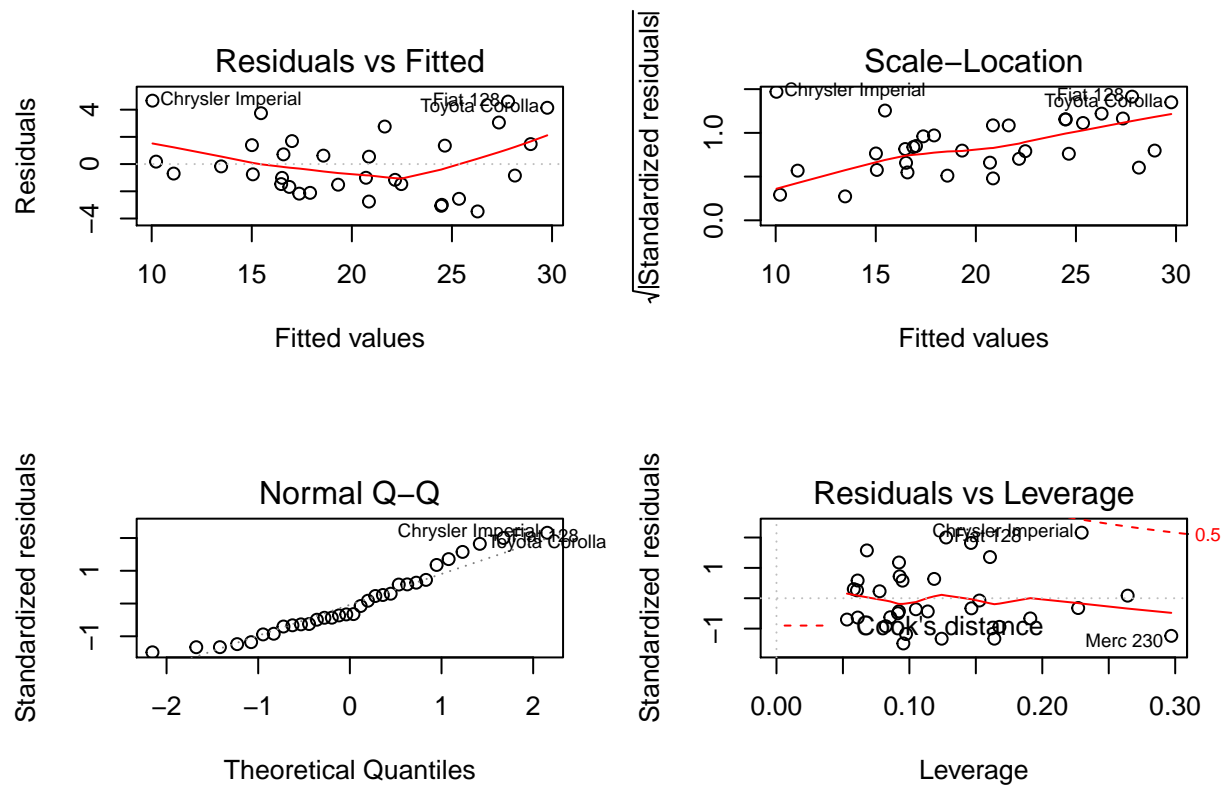 Residuals vs Fitted
Residuals
4
0
−4
Chrysler Imperial
Fiat 128
Toyota Corolla
10 15 20 25 30
Fitted values
Scale−Location
√|Standardized residuals|
1.0
0.0
Chrysler Imperial
Fiat 128
Toyota Corolla
10 15 20 25 30
Fitted values
Normal Q−Q
Standardized residuals
1
−1
Chrysler Imperial
Fiat 128
Toyota Corolla
−2 −1 0 1 2
Theoretical Quantiles
Residuals vs Leverage
Standardized residuals
1
−1
Chrysler Imperial
Fiat 128
0.5
Cook's distance
Merc 230
0.00 0.10 0.20 0.30
Leverage